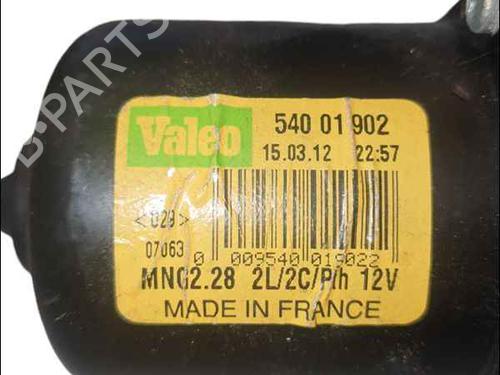 B-PARTS
Valeo
540 01 902
15.03.12 22:57
<029>
07063
0 009540 019022
MNG2.28 2L/2C/P/h 12V
MADE IN FRANCE